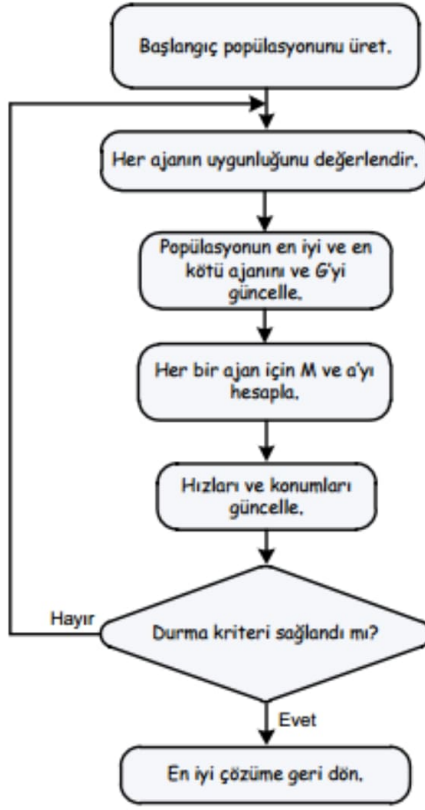 Başlangıç popülasyonunu üret.
Her ajanın uygunluğunu değerlendir.
Popülasyonun en iyi ve en
kötü ajanını ve G'yi
güncelle.
Her bir ajan için M ve a'yı
hesapla.
Hızları ve konumları
güncelle.
Durma kriteri sağlandı mı?
Hayır
Evet
En iyi çözüme geri dön.